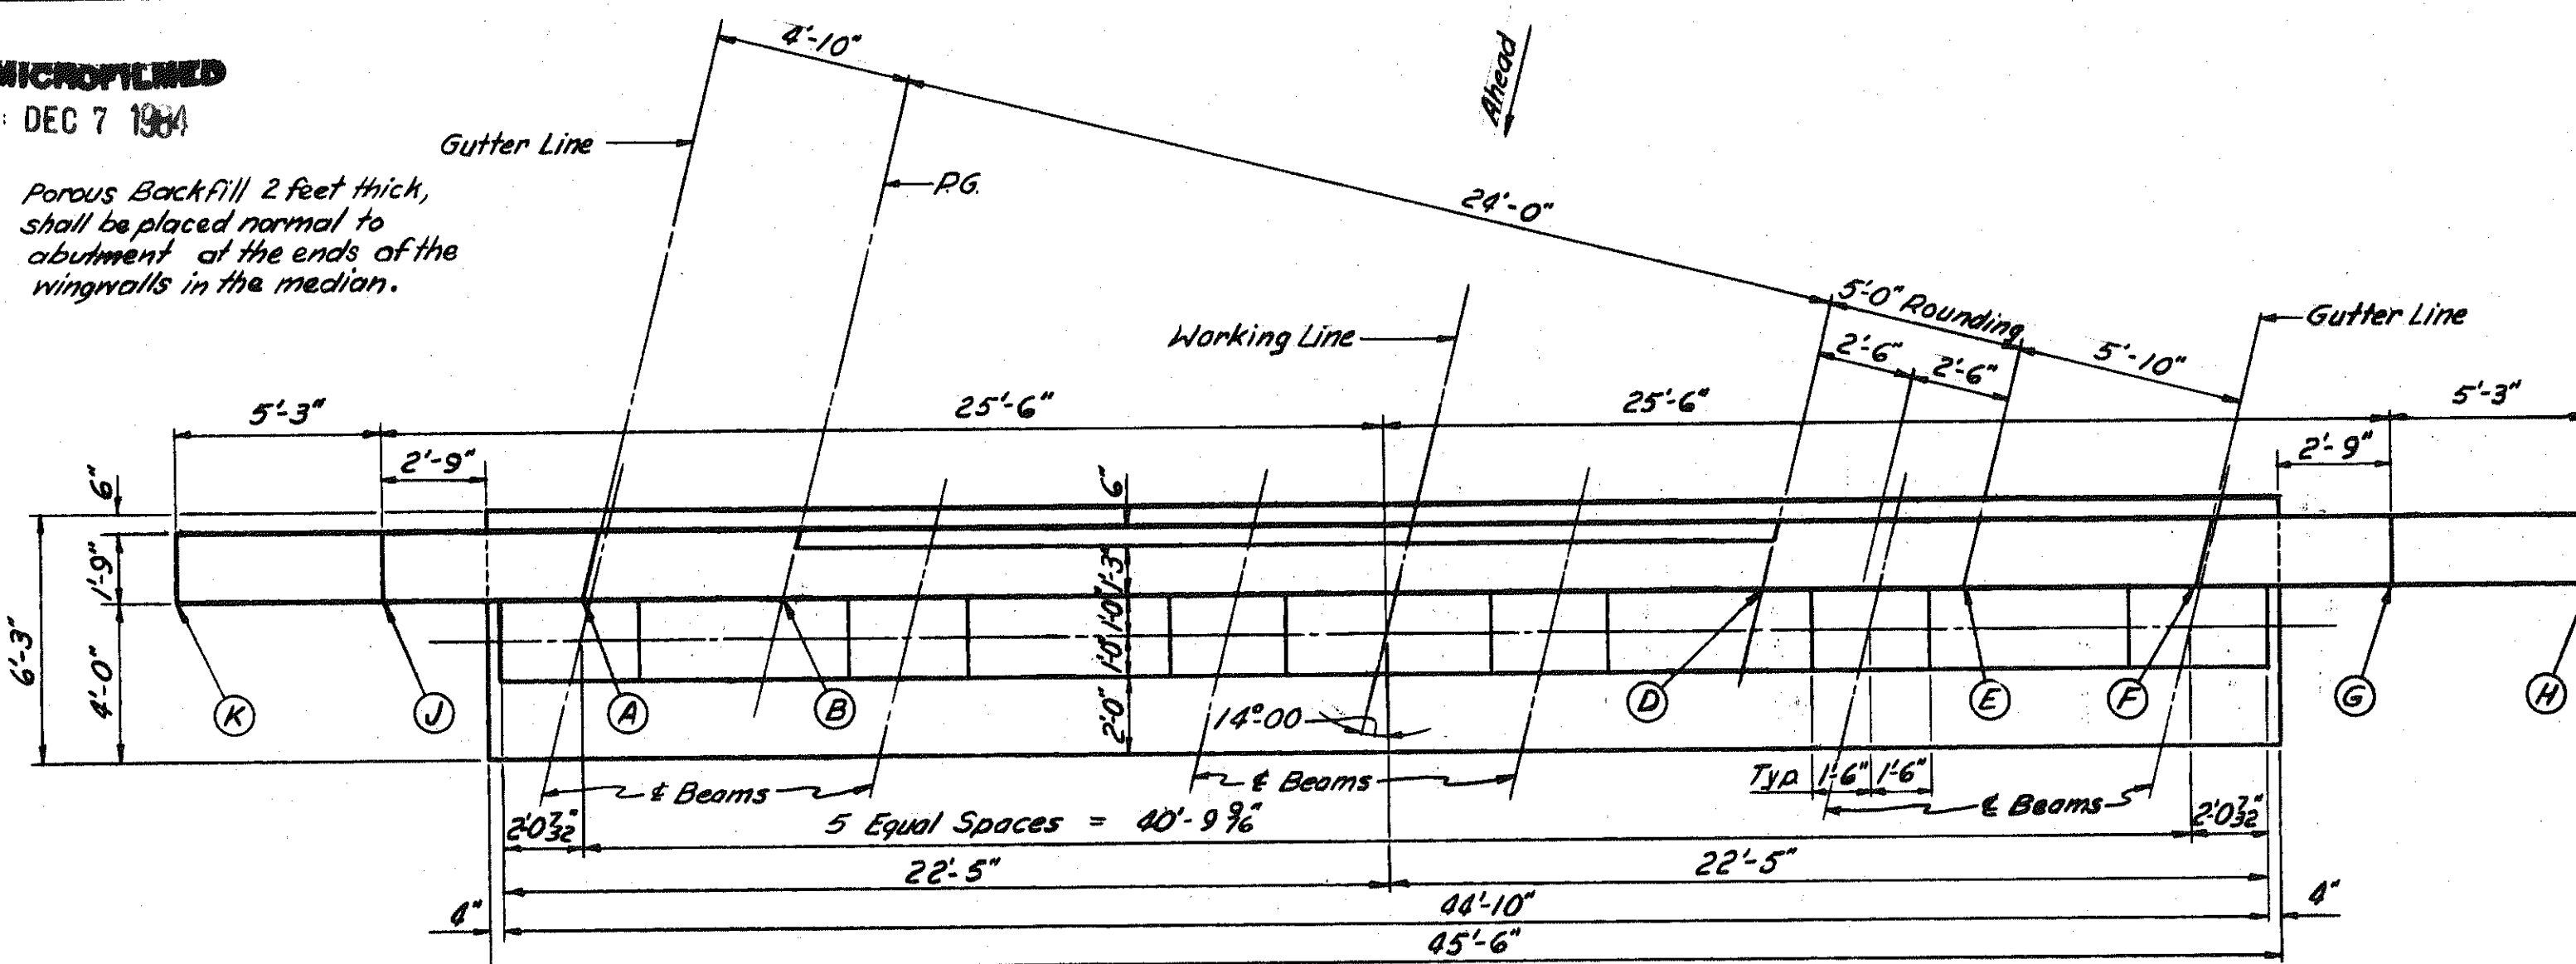 MICROFILMED
DEC 7 1984
Porous Backfill 2 feet thick,
shall be placed normal to
abutment at the ends of the
wingwalls in the median.
4'-10"
Ahead
Gutter Line
P.G.
24'-0"
Working Line
5'-0" Rounding
2'-6"
2'-6"
5'-10"
Gutter Line
5'-3"
25'-6"
25'-6"
5'-3"
2'-9"
2'-9"
6"
6"
1'-9"
6'-3"
4'-0"
1'-3"
1'-0"
1'-0"
2'-0"
K
J
A
B
14°00
D
E
F
G
H
℄ Beams
℄ Beams
Typ. 1'-6" 1'-6"
℄ Beams
2'-0 7/32"
5 Equal Spaces = 40'-9 9/16"
2'-0 7/32"
22'-5"
22'-5"
4"
44'-10"
4"
45'-6"